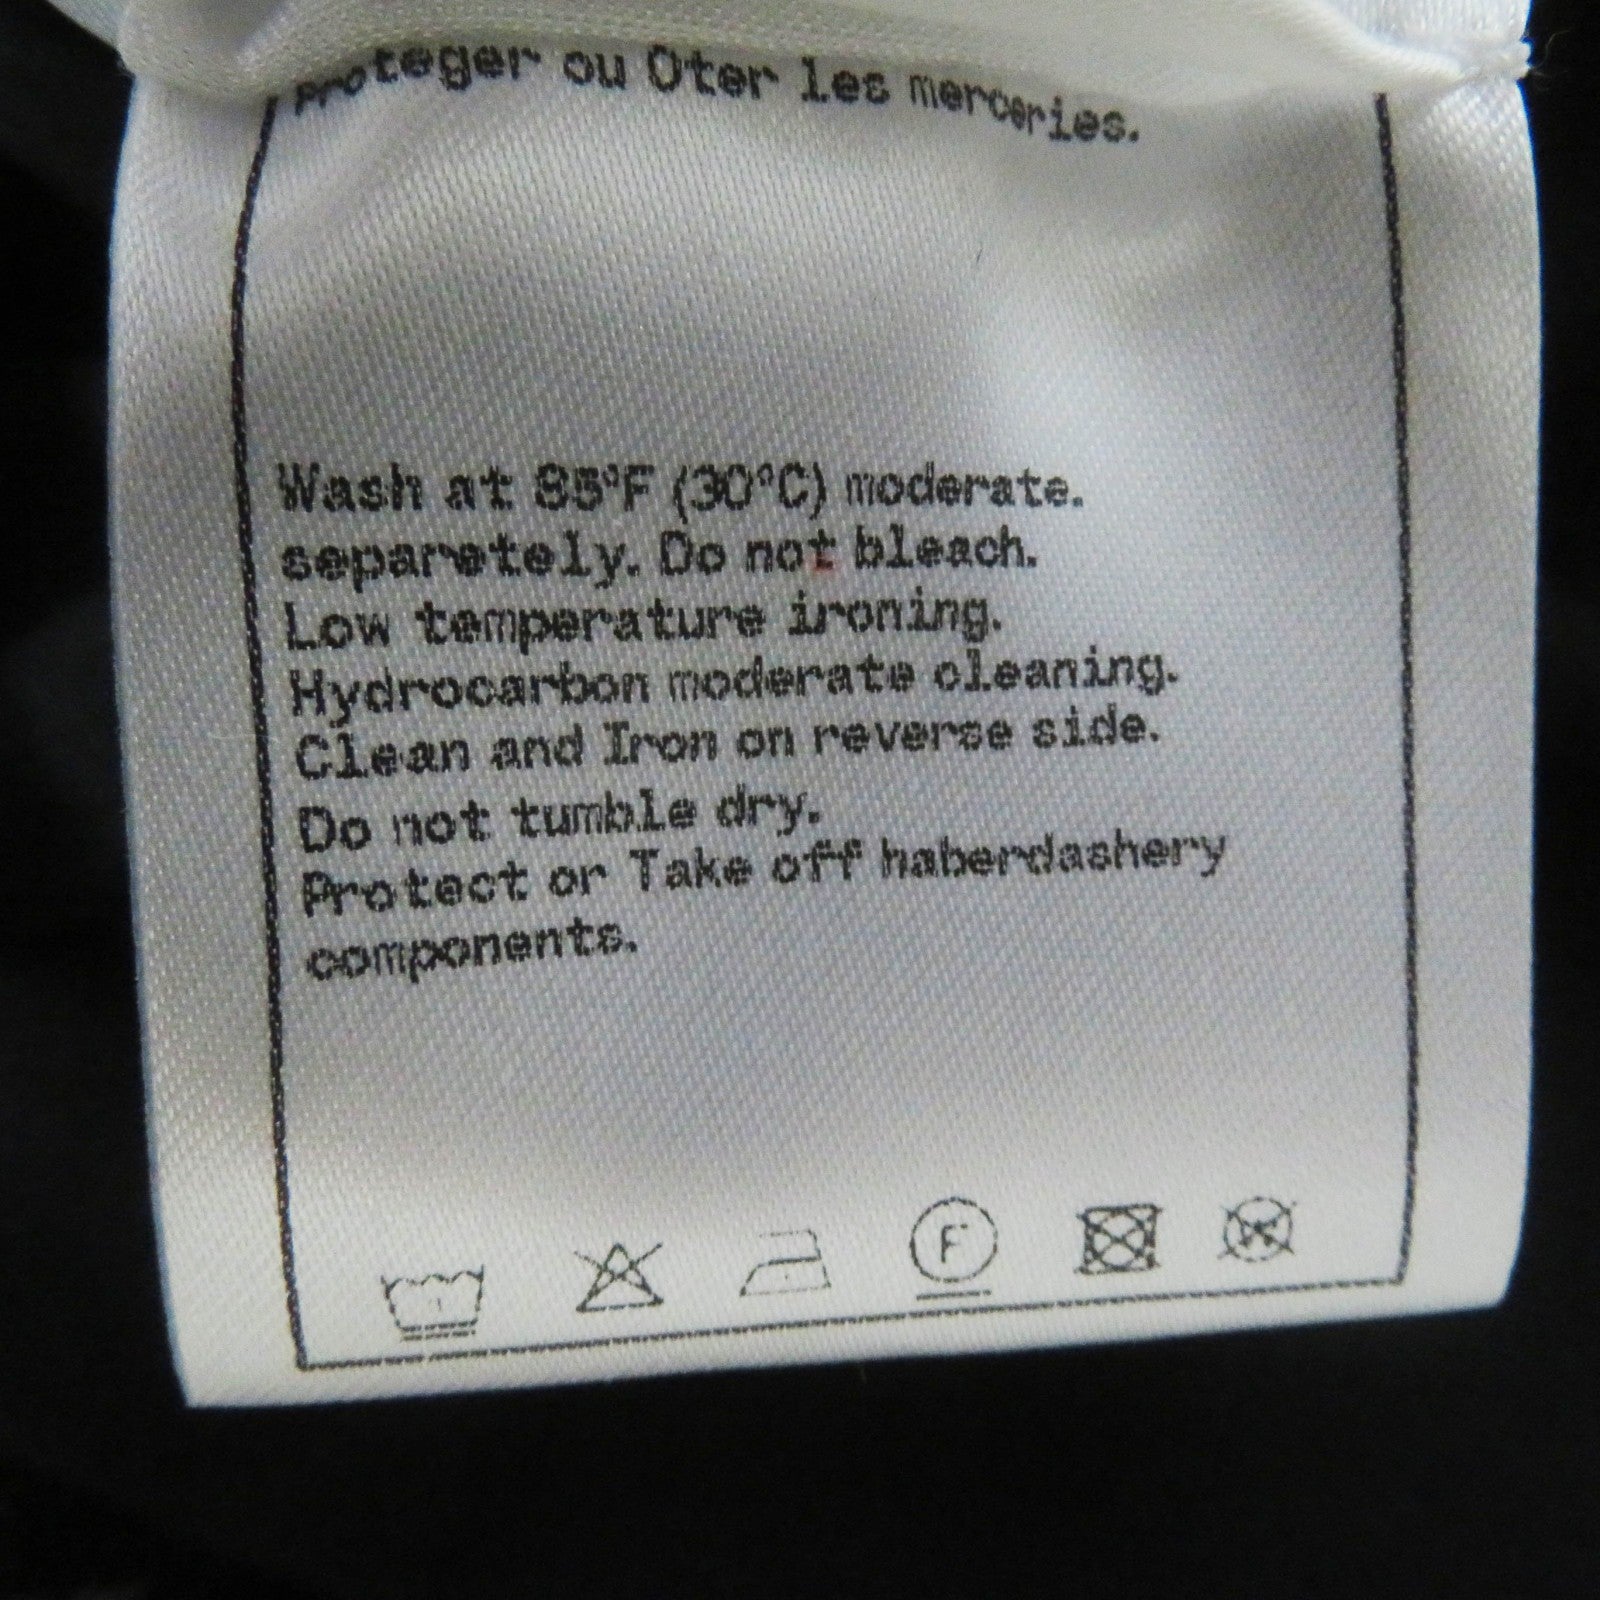 Proteger ou Oter les merceries.
Wash at 85°F (30°C) moderate.
separetely. Do not bleach.
Low temperature ironing.
Hydrocarbon moderate cleaning.
Clean and Iron on reverse side.
Do not tumble dry.
Protect or Take off haberdashery
components.
F